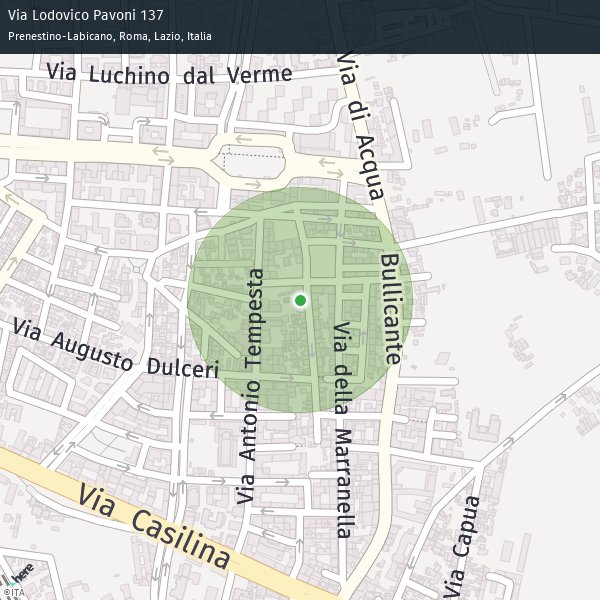 Via Lodovico Pavoni 137
Prenestino-Labicano, Roma, Lazio, Italia
Via Luchino dal Verme
Via di Acqua
Bullicante
Via Antonio Tempesta
Via della Marranella
Via Augusto Dulceri
Via Casilina
Via Capua
here
©ITA